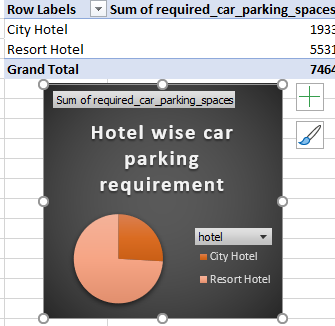 Row Labels Sum of required_car_parking_spaces
City Hotel 1933
Resort Hotel 5531
Grand Total 7464
Sum of required_car_parking_spaces
Hotel wise car
parking
requirement
hotel
City Hotel
Resort Hotel